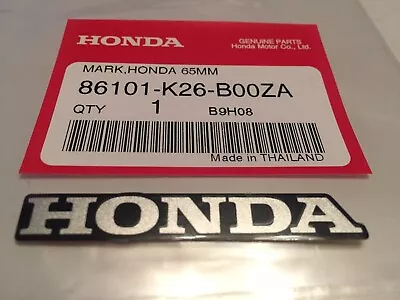 HONDA
GENUINE PARTS
Honda Motor Co., Ltd.
MARK,HONDA 65MM
86101-K26-B00ZA
QTY 1 B9H08
Made in THAILAND
HONDA